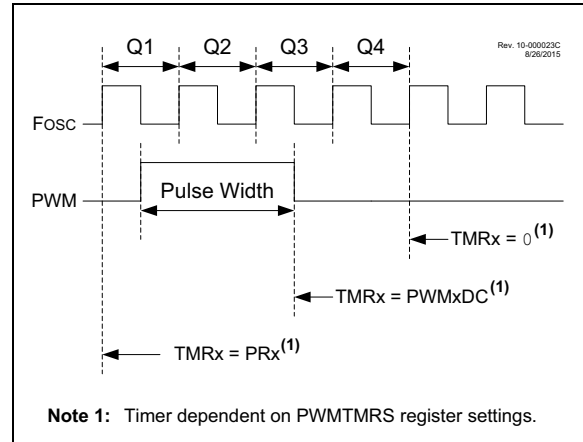 Q1 Q2 Q3 Q4
Rev. 10-000023C
8/26/2015
FOSC
PWM
Pulse Width
TMRx = 0(1)
TMRx = PWMxDC(1)
TMRx = PRx(1)
Note 1: Timer dependent on PWMTMRS register settings.